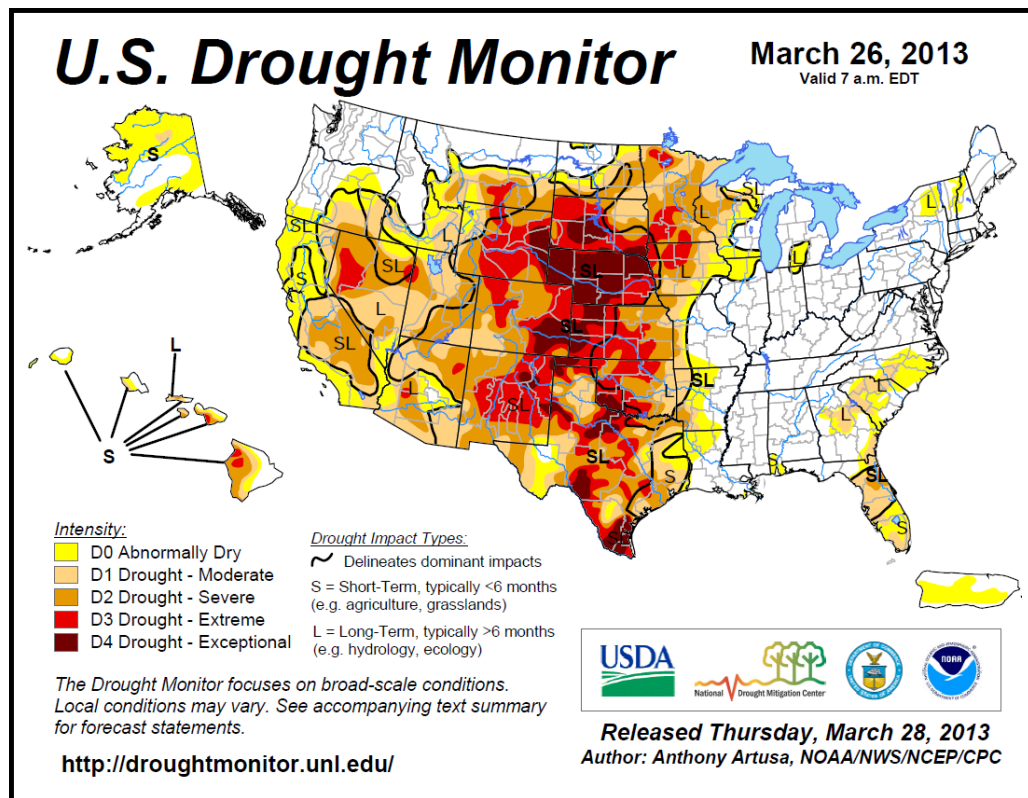 U.S. Drought Monitor
March 26, 2013
Valid 7 a.m. EDT
S
SL
S
SL
L
SL
L
L
SL
L
L
SL
SL
SL
L
SL
SL
S
SL
L
L
L
L
SL
S
S
S
L
S
Intensity:
D0 Abnormally Dry
D1 Drought - Moderate
D2 Drought - Severe
D3 Drought - Extreme
D4 Drought - Exceptional
Drought Impact Types:
Delineates dominant impacts
S = Short-Term, typically <6 months
(e.g. agriculture, grasslands)
L = Long-Term, typically >6 months
(e.g. hydrology, ecology)
The Drought Monitor focuses on broad-scale conditions.
Local conditions may vary. See accompanying text summary
for forecast statements.
http://droughtmonitor.unl.edu/
USDA
National Drought Mitigation Center
NOAA
Released Thursday, March 28, 2013
Author: Anthony Artusa, NOAA/NWS/NCEP/CPC